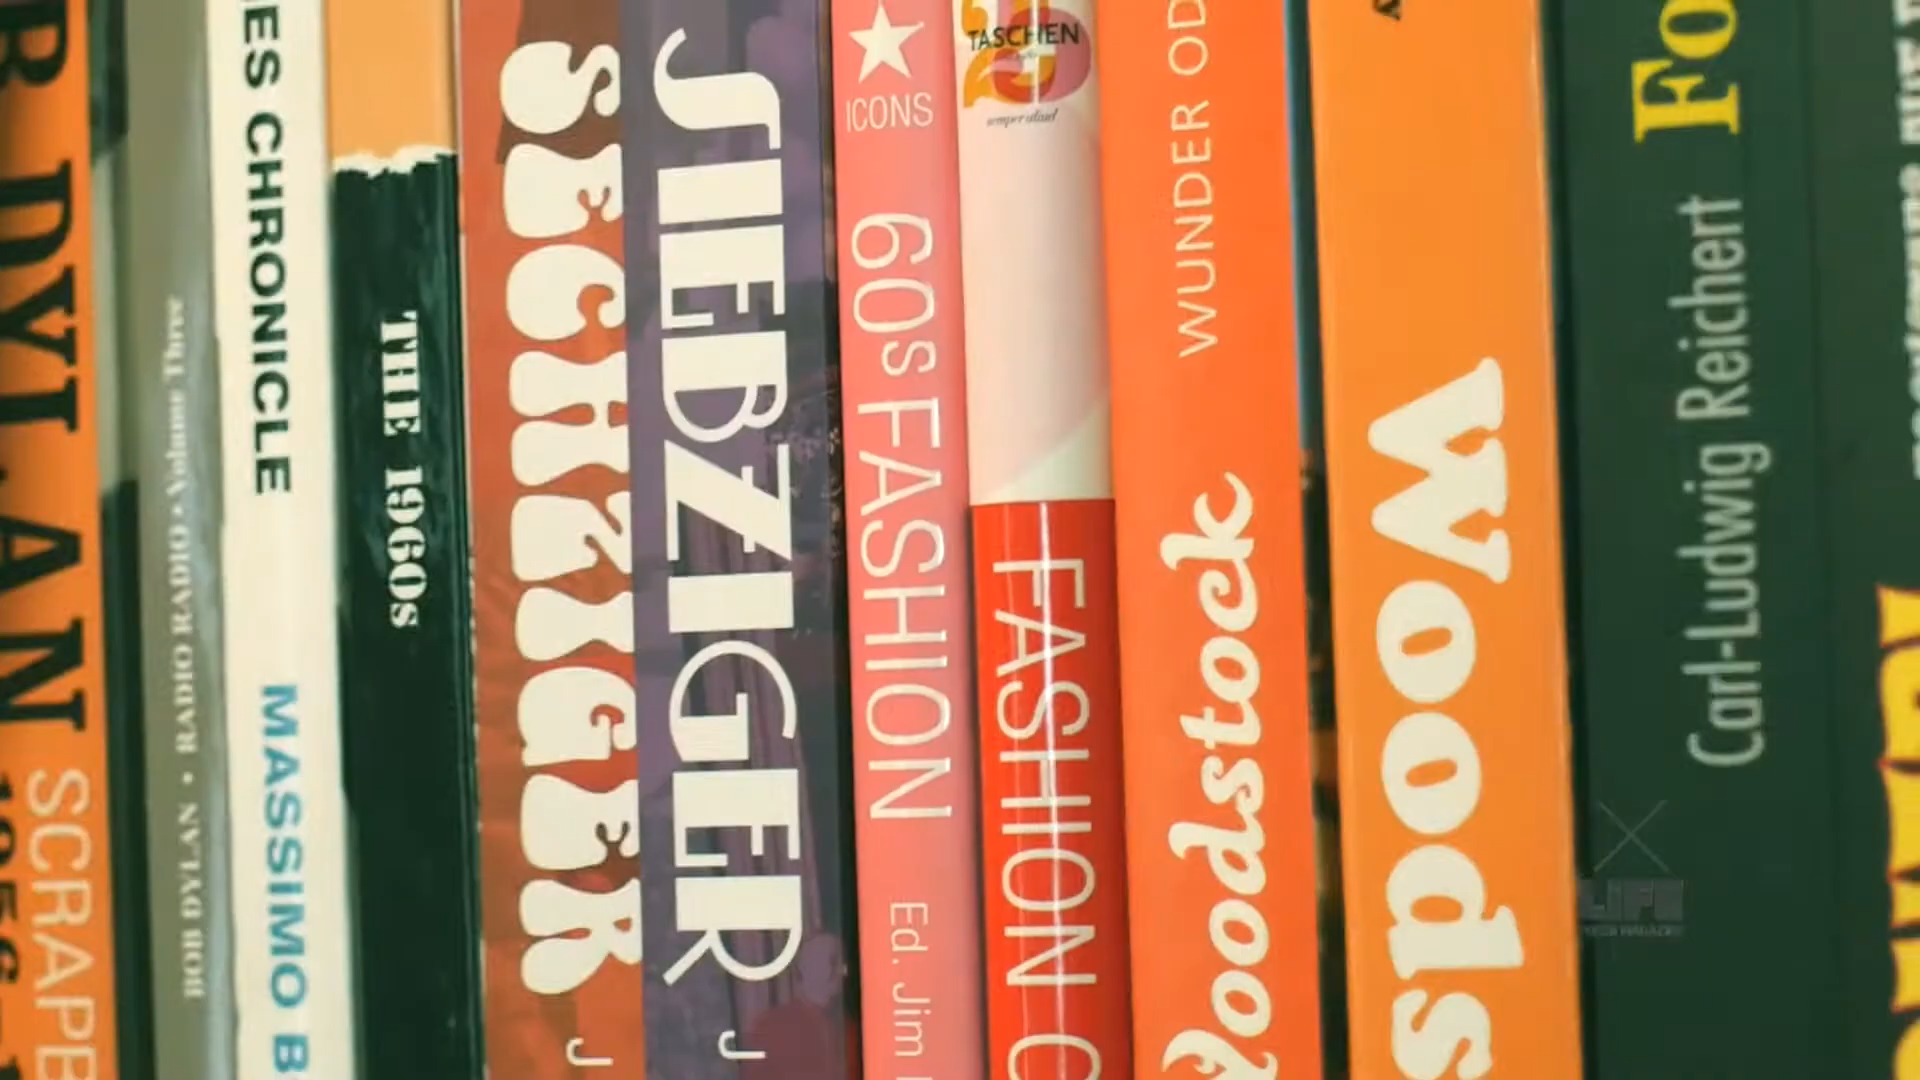 B DYLAN
SCRAPB
BOB DYLAN • RADIO RADIO • Volume Three
ES CHRONICLE
MASSIMO B
THE 1960s
SECHZIGER
J
SIEBZIGER
J
ICONS
60s FASHION
Ed. Jim
TASCHEN
FASHION
WUNDER OD
Woodstock
Woods
Fo
Carl-Ludwig Reichert
LIFE